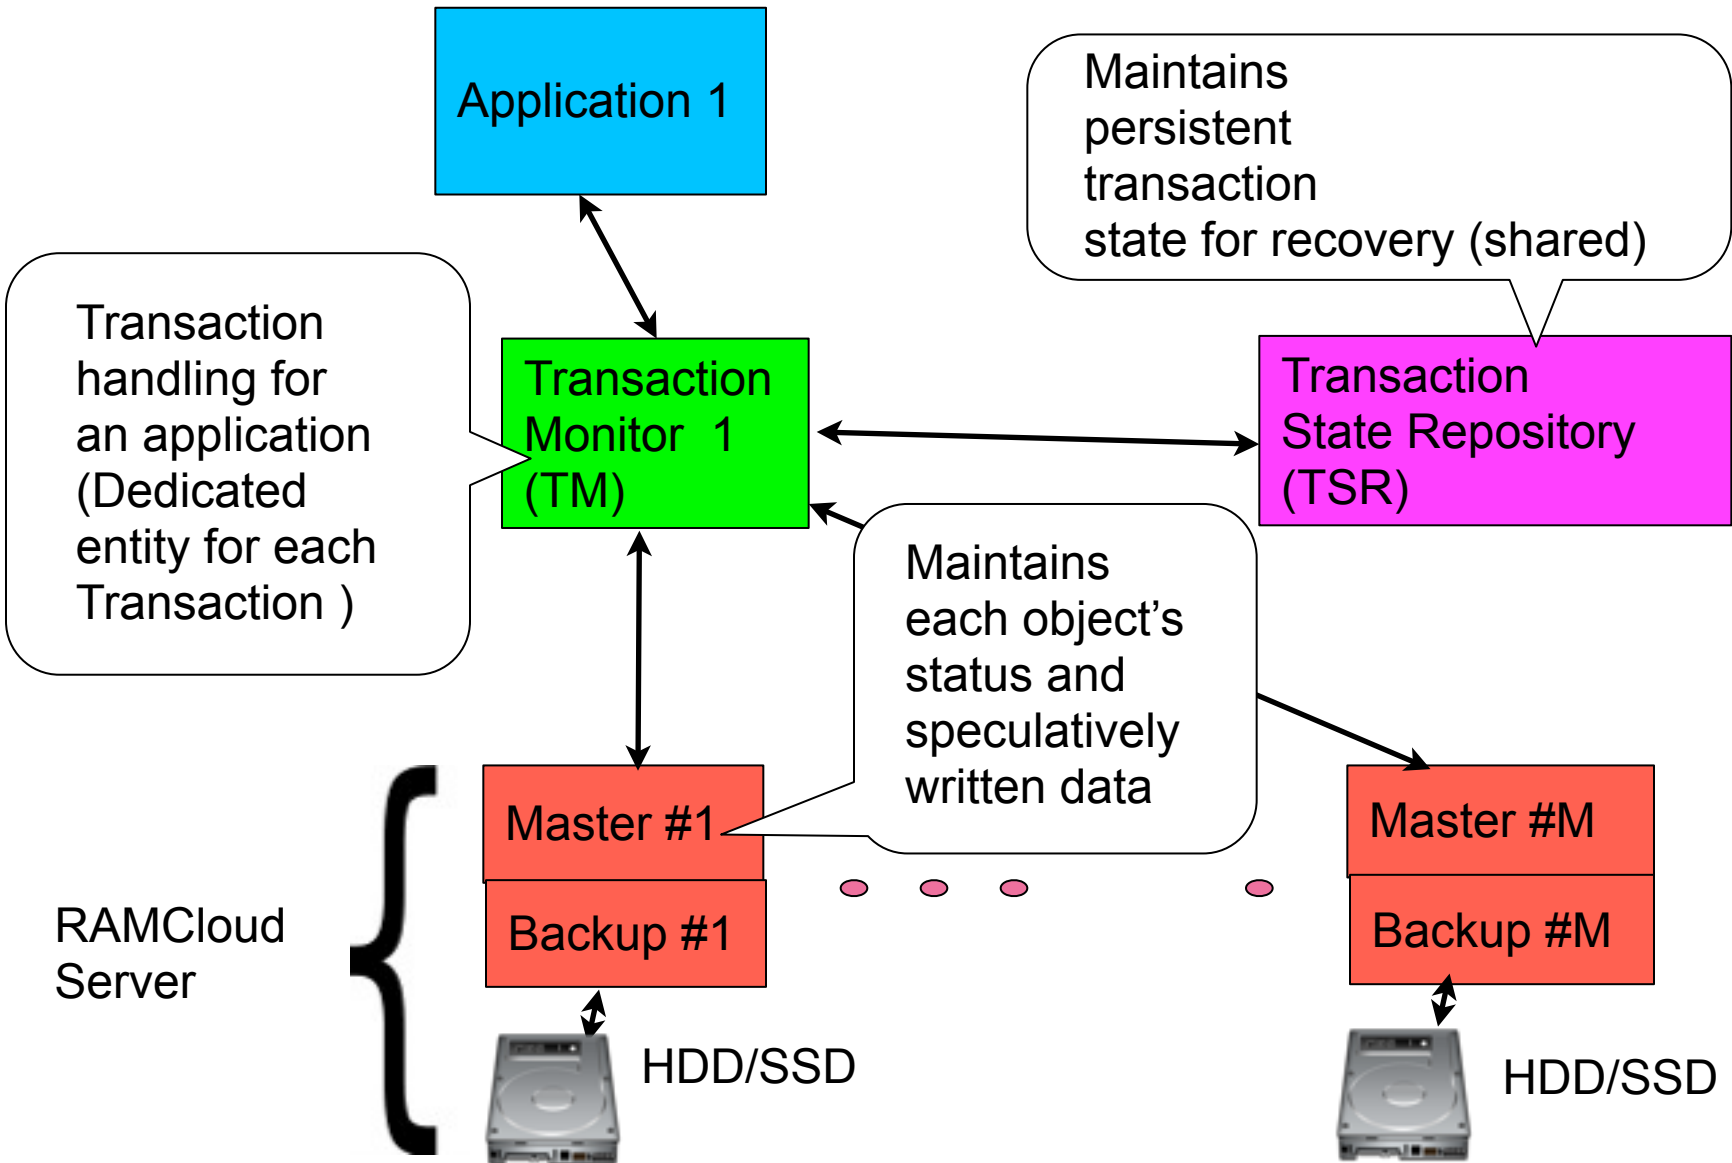 Application 1
Maintains
persistent
transaction
state for recovery (shared)
Transaction
handling for
an application
(Dedicated
entity for each
Transaction )
Transaction
Monitor 1
(TM)
Transaction
State Repository
(TSR)
Maintains
each object’s
status and
speculatively
written data
Master #1
Backup #1
Master #M
Backup #M
RAMCloud
Server
HDD/SSD
HDD/SSD